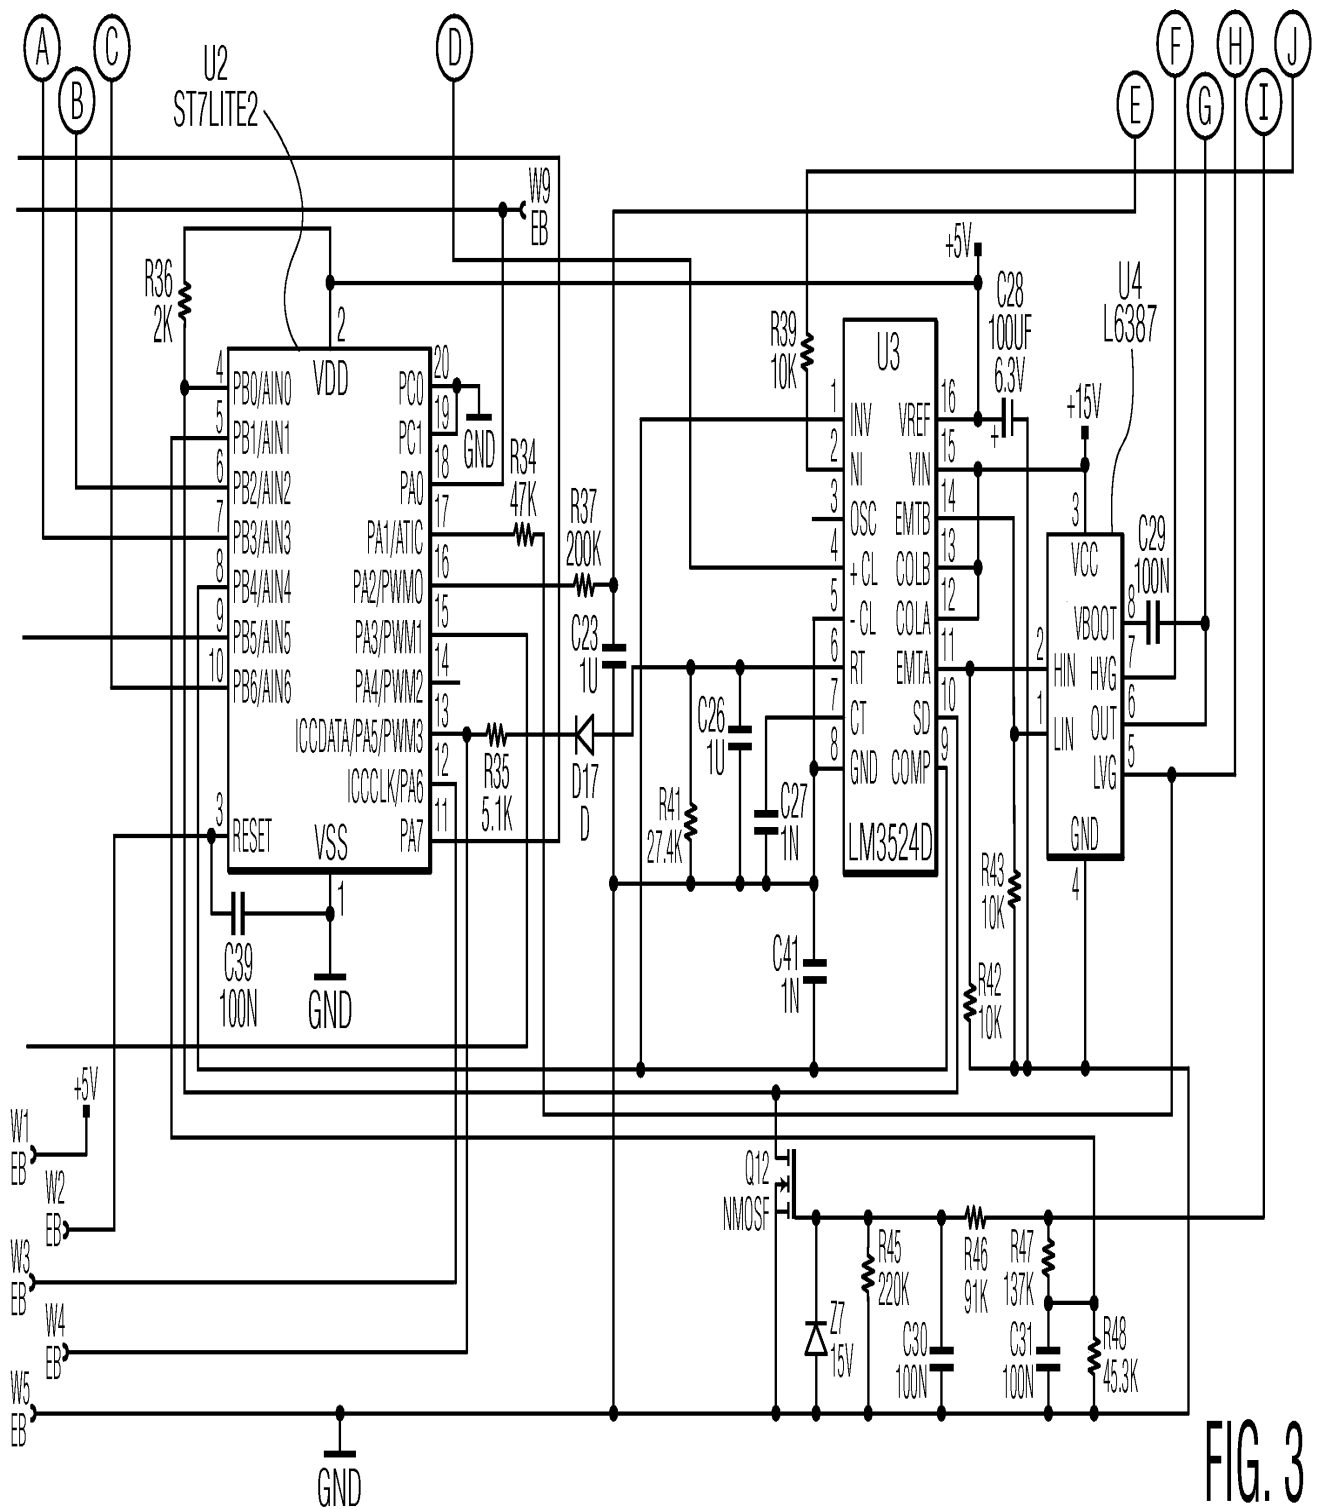 A
C
D
F
H
J
B
E
G
I
U2
ST7LITE2
W9
EB
+5V
R36
2K
2
C28
100UF
6.3V
U4
L6387
R39
10K
U3
+15V
4
PB0/AIN0
VDD
20
PC0
5
PB1/AIN1
19
PC1
GND
6
PB2/AIN2
18
PA0
R34
47K
7
PB3/AIN3
17
PA1/ATIC
R37
200K
8
PB4/AIN4
16
PA2/PWM0
9
PB5/AIN5
15
PA3/PWM1
10
PB6/AIN6
14
PA4/PWM2
13
ICCDATA/PA5/PWM3
12
ICCCLK/PA6
11
PA7
3
RESET
VSS
1
C39
100N
GND
R35
5.1K
D17
D
C23
1U
C26
1U
R41
27.4K
C27
1N
C41
1N
1
INV
VREF
16
+
2
NI
VIN
15
3
OSC
EMTB
14
4
+CL
COLB
13
5
-CL
COLA
12
6
RT
EMTA
11
7
CT
SD
10
8
GND
COMP
9
LM3524D
3
VCC
C29
100N
8
VBOOT
2
HIN
7
HVG
1
LIN
6
OUT
5
LVG
GND
4
R43
10K
R42
10K
+5V
W1
EB
W2
EB
W3
EB
W4
EB
W5
EB
GND
Q12
NMOSF
Z7
15V
R45
220K
C30
100N
R46
91K
R47
137K
C31
100N
R48
45.3K
FIG. 3